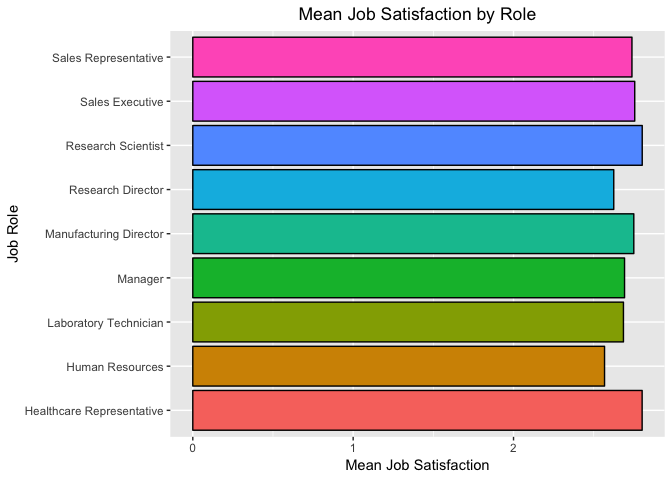 Mean Job Satisfaction by Role
Job Role
Sales Representative
Sales Executive
Research Scientist
Research Director
Manufacturing Director
Manager
Laboratory Technician
Human Resources
Healthcare Representative
0 1 2
Mean Job Satisfaction